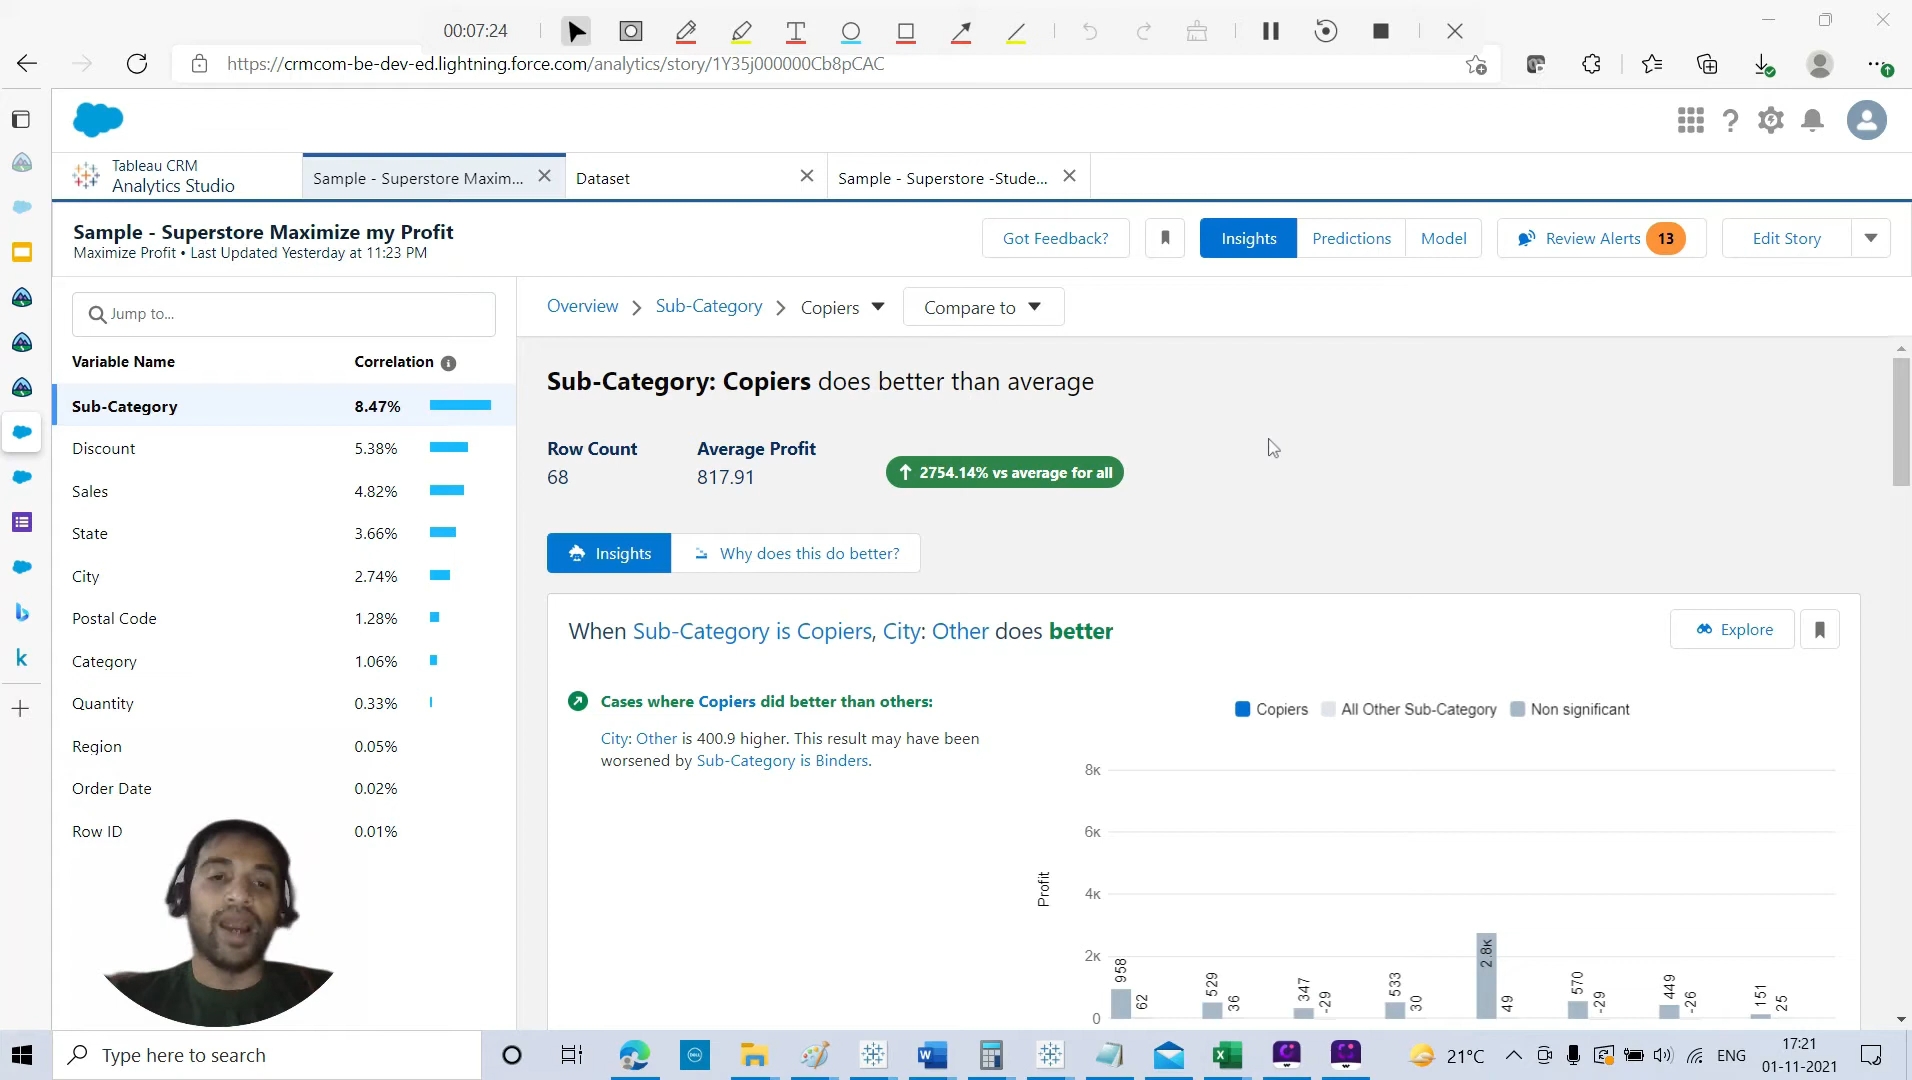 00:07:24
https://crmcom-be-dev-ed.lightning.force.com/analytics/story/1Y35j000000Cb8pCAC
Tableau CRM
Analytics Studio
Sample - Superstore Maxim...
Dataset
Sample - Superstore -Stude...
Sample - Superstore Maximize my Profit
Maximize Profit • Last Updated Yesterday at 11:23 PM
Got Feedback?
Insights
Predictions
Model
Review Alerts
13
Edit Story
Jump to...
Overview
Sub-Category
Copiers
Compare to
Variable Name
Correlation
Sub-Category
8.47%
Discount
5.38%
Sales
4.82%
State
3.66%
City
2.74%
Postal Code
1.28%
Category
1.06%
Quantity
0.33%
Region
0.05%
Order Date
0.02%
Row ID
0.01%
Sub-Category: Copiers does better than average
Row Count
68
Average Profit
817.91
2754.14% vs average for all
Insights
Why does this do better?
When Sub-Category is Copiers, City: Other does better
Explore
Cases where Copiers did better than others:
City: Other is 400.9 higher. This result may have been
worsened by Sub-Category is Binders.
Copiers
All Other Sub-Category
Non significant
Profit
8K
6K
4K
2K
0
958
62
529
36
347
-29
533
30
2.8K
49
570
-29
449
-26
151
25
Type here to search
21°C
ENG
17:21
01-11-2021